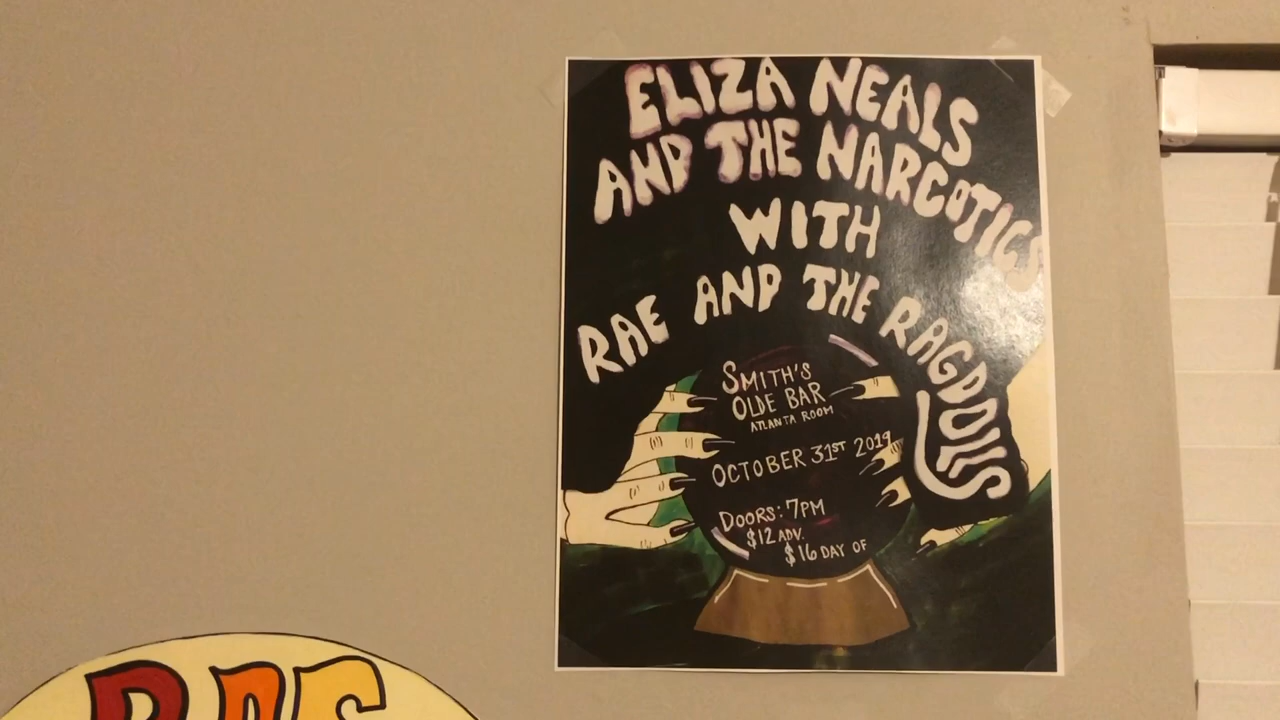 ELIZA NEALS
AND THE NARCOTICS
WITH
RAE AND THE RAGDOllS
SMITH'S
OLDE BAR
ATLANTA ROOM
OCTOBER 31ST 2019
DOORS: 7PM
$12 ADV.
$16 DAY OF
RAE